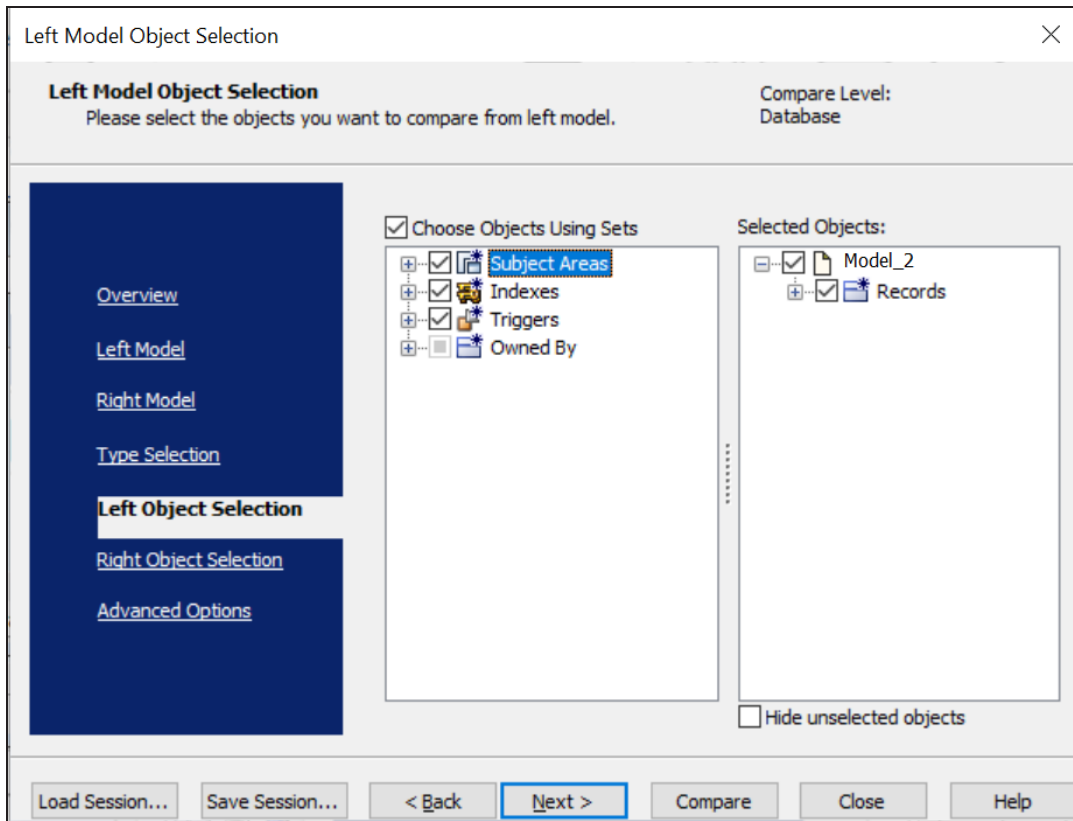 Left Model Object Selection
Left Model Object Selection
Please select the objects you want to compare from left model.
Compare Level:
Database
Overview
Left Model
Right Model
Type Selection
Left Object Selection
Right Object Selection
Advanced Options
Choose Objects Using Sets
Subject Areas
Indexes
Triggers
Owned By
Selected Objects:
Model_2
Records
Hide unselected objects
Load Session...
Save Session...
< Back
Next >
Compare
Close
Help